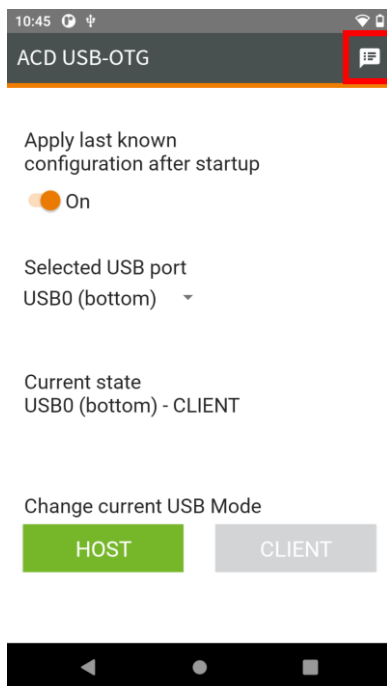 10:45
ACD USB-OTG
Apply last known
configuration after startup
On
Selected USB port
USB0 (bottom)
Current state
USB0 (bottom) - CLIENT
Change current USB Mode
HOST
CLIENT